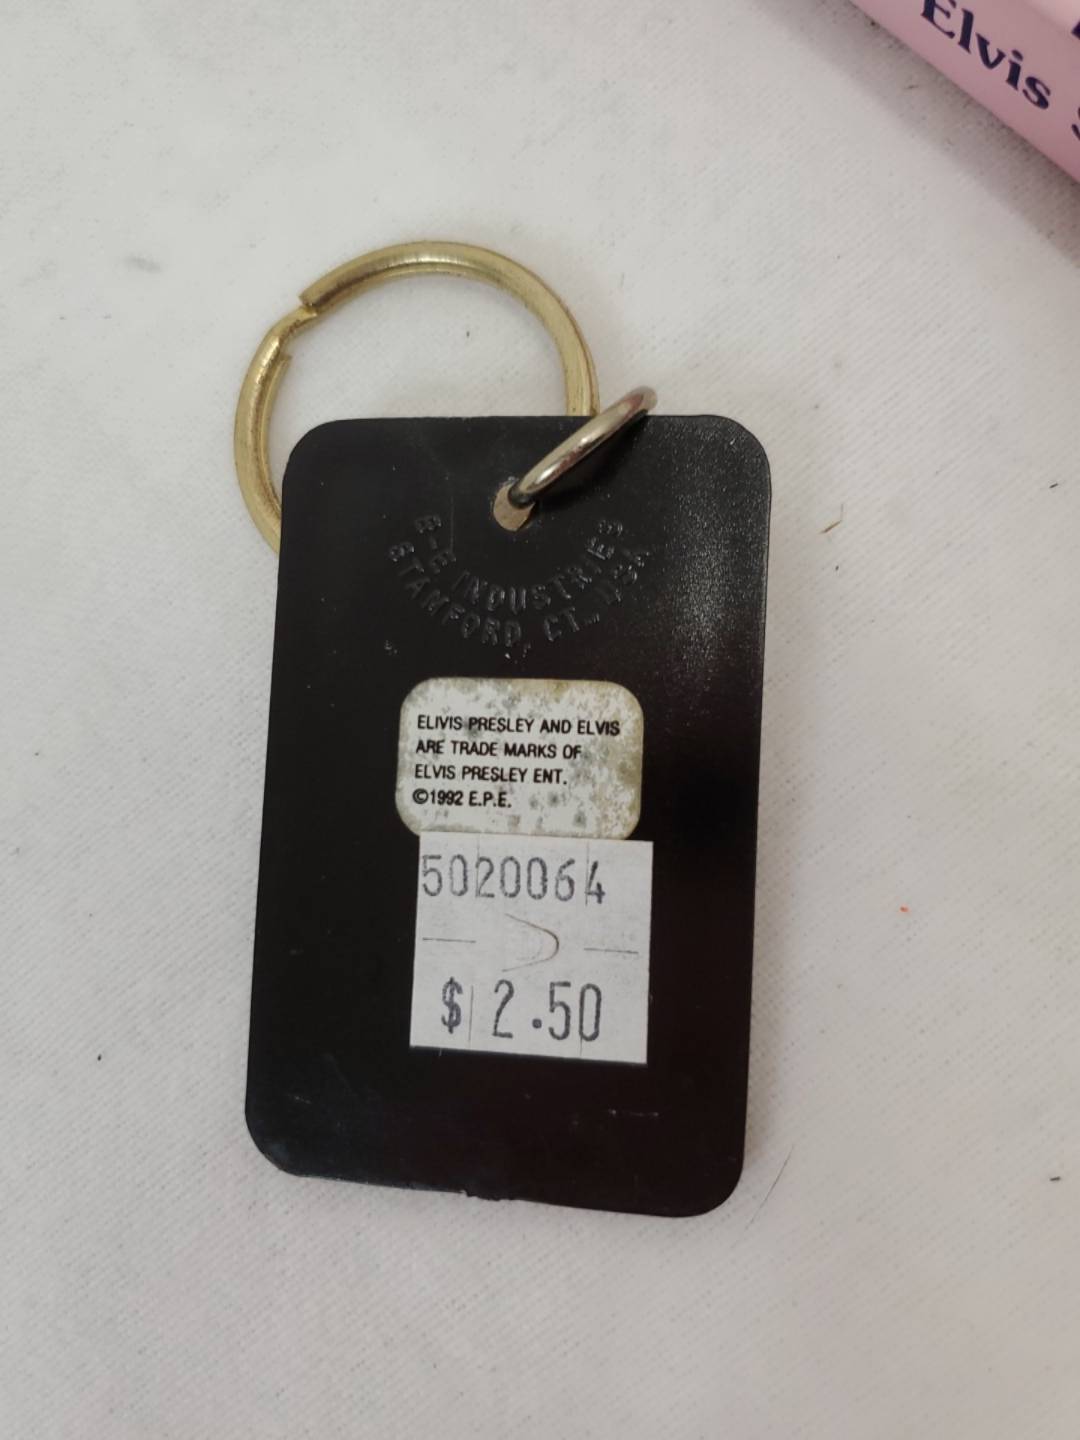 Elvis
E-E INDUSTRIES
STAMFORD, CT., USA
ELIVIS PRESLEY AND ELVIS
ARE TRADE MARKS OF
ELVIS PRESLEY ENT.
©1992 E.P.E.
5020064
$ 2.50